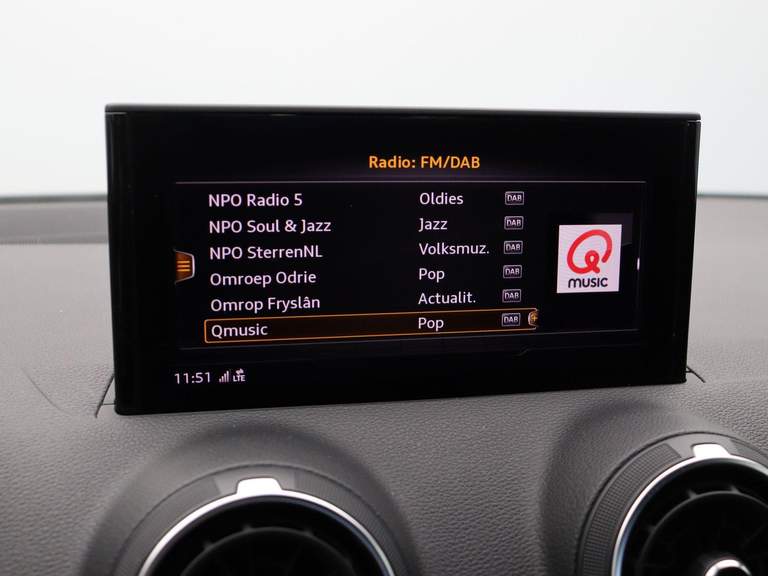 Radio: FM/DAB
NPO Radio 5 Oldies DAB
NPO Soul & Jazz Jazz DAB
NPO SterrenNL Volksmuz. DAB
Omroep Odrie Pop DAB
Omrop Fryslân Actualit. DAB
Qmusic Pop DAB
Q
MUSIC
11:51 LTE